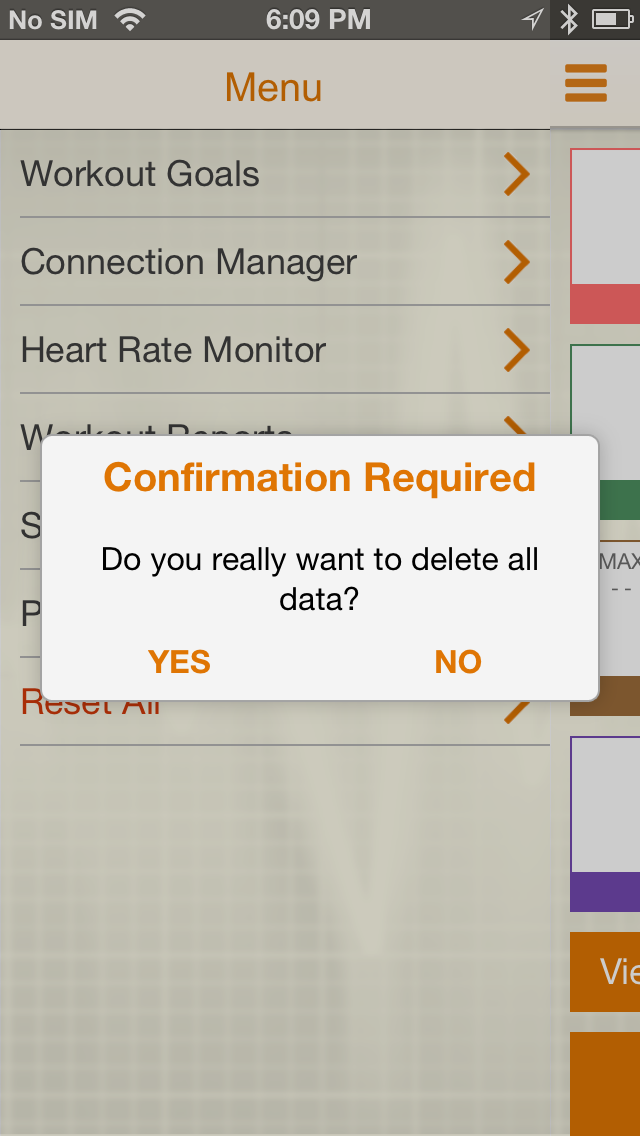 No SIM 6:09 PM
Menu
Workout Goals
Connection Manager
Heart Rate Monitor
Workout Reports
MAX
- -
Confirmation Required
Do you really want to delete all
data?
YES NO
Reset All